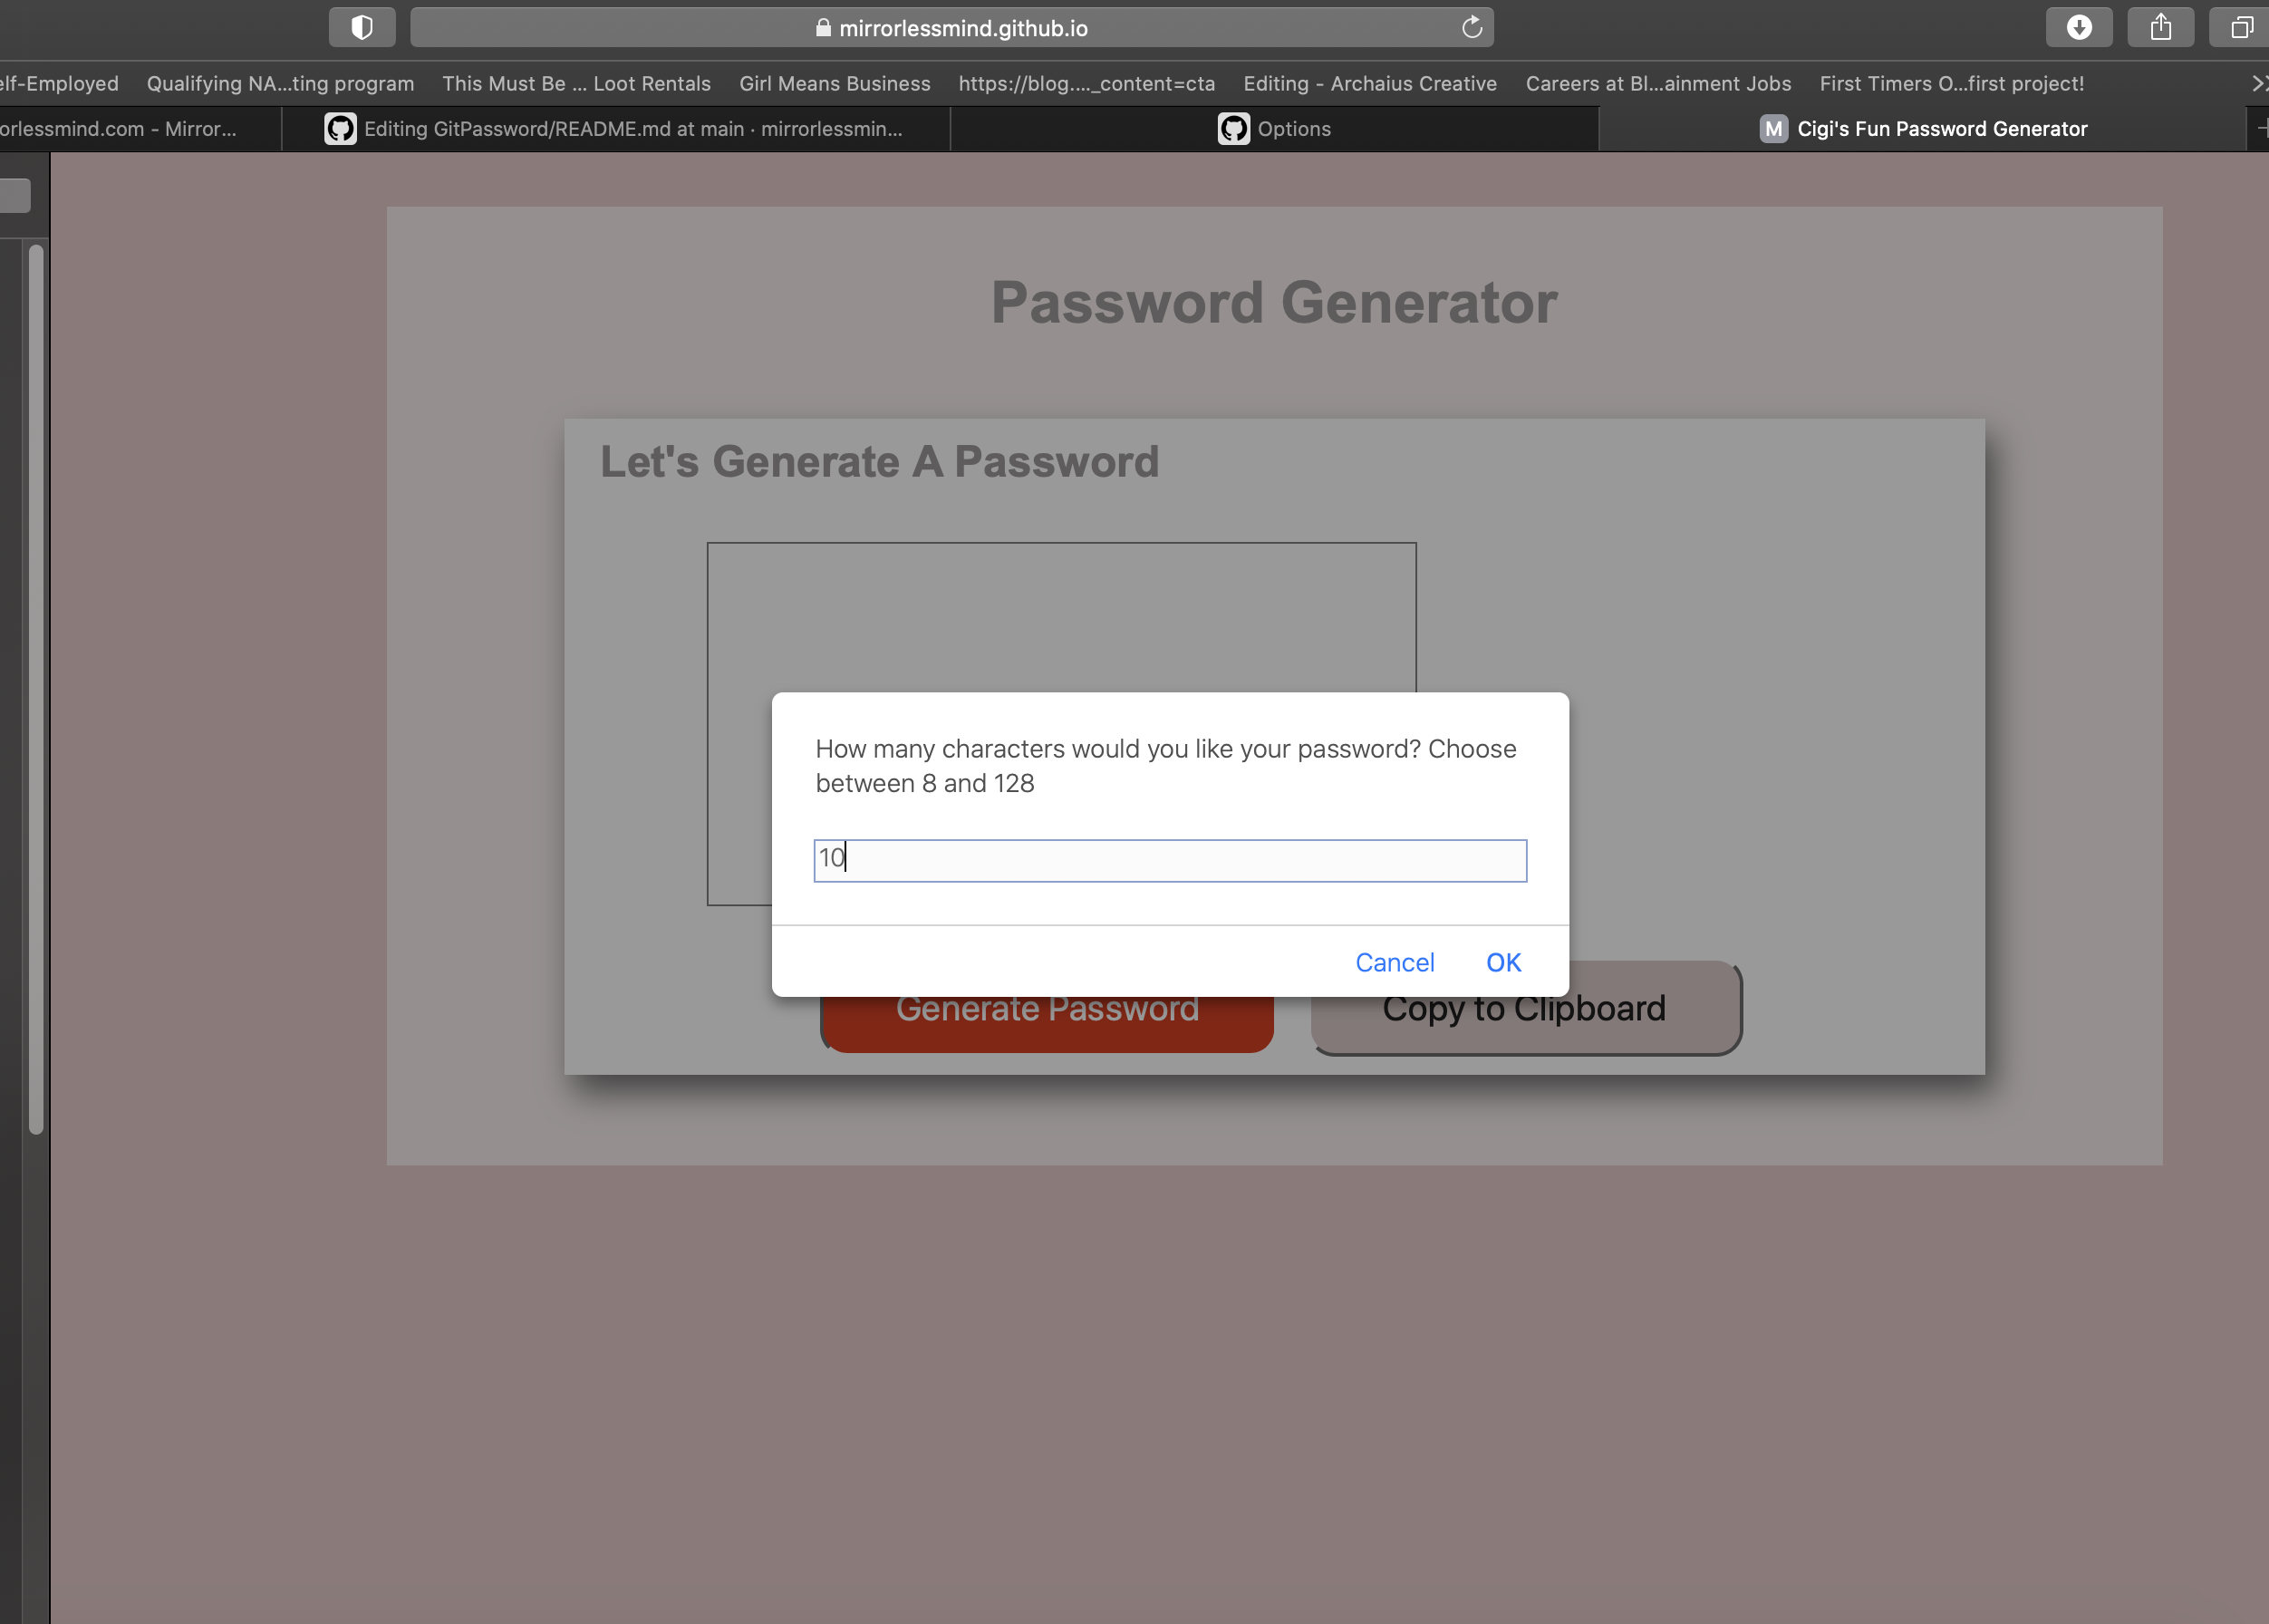 mirrorlessmind.github.io
elf-Employed
Qualifying NA...ting program
This Must Be ... Loot Rentals
Girl Means Business
https://blog...._content=cta
Editing - Archaius Creative
Careers at Bl...ainment Jobs
First Timers O...first project!
orlessmind.com - Mirror...
Editing GitPassword/README.md at main · mirrorlessmin...
Options
M Cigi's Fun Password Generator
Password Generator
Let's Generate A Password
How many characters would you like your password? Choose
between 8 and 128
10
Cancel
OK
Generate Password
Copy to Clipboard